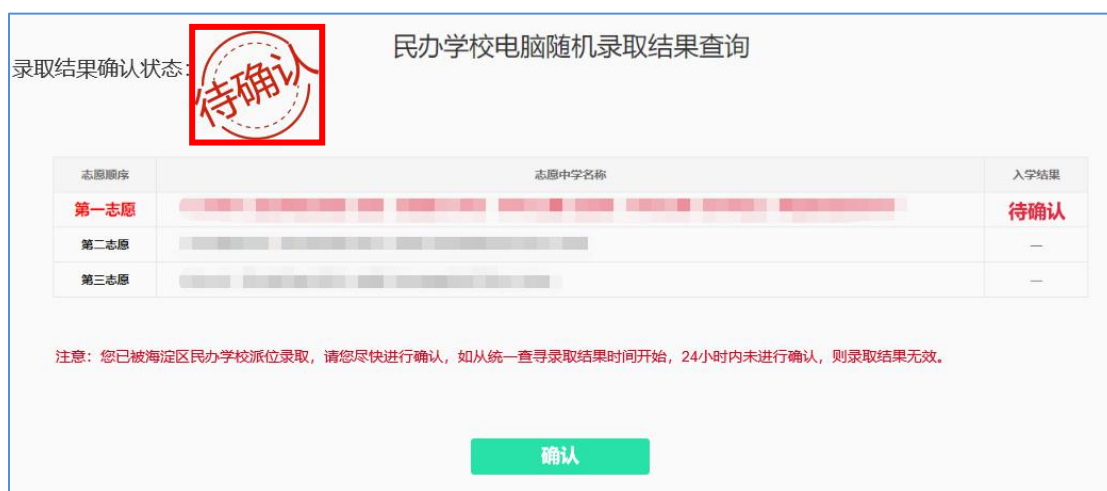 民办学校电脑随机录取结果查询
录取结果确认状态:
待确认
志愿顺序 志愿中学名称 入学结果
第一志愿 待确认
第二志愿 —
第三志愿 —
注意：您已被海淀区民办学校派位录取，请您尽快进行确认，如从统一查寻录取结果时间开始，24小时内未进行确认，则录取结果无效。
确认